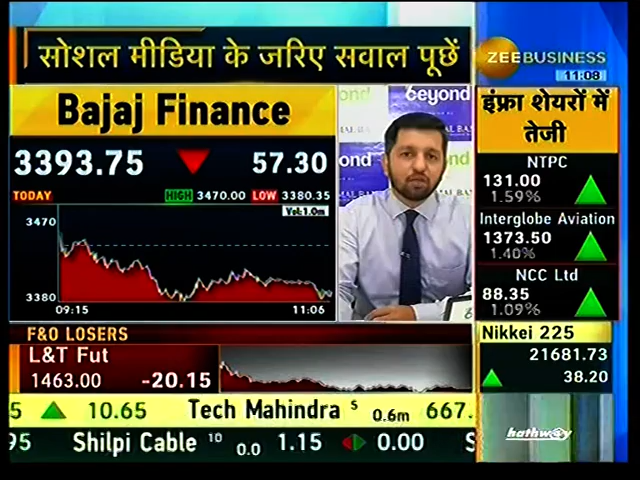 सोशल मीडिया के जरिए सवाल पूछें
ZEEBUSINESS
11:08
Bajaj Finance
3393.75 57.30
TODAY HIGH 3470.00 LOW 3380.35
Vol:1.0m
3470
3380
09:15 11:06
beyond
इंफ्रा शेयरों में
तेजी
NTPC
131.00
1.59%
Interglobe Aviation
1373.50
1.40%
NCC Ltd
88.35
1.09%
F&O LOSERS
L&T Fut
1463.00 -20.15
Nikkei 225
21681.73
38.20
5 10.65 Tech Mahindra S 0.6m 667.
95 Shilpi Cable 10 0.0 1.15 0.00 S
hathway